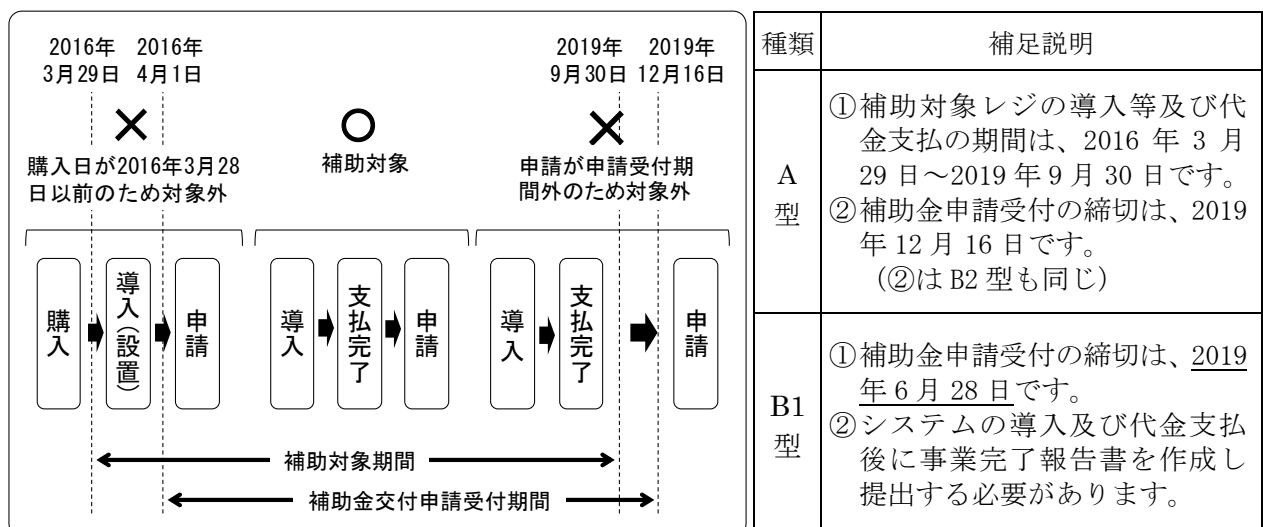 2016年 2016年
3月29日 4月1日
2019年 2019年
9月30日 12月16日
×
○
×
購入日が2016年3月28
日以前のため対象外
補助対象
申請が申請受付期
間外のため対象外
購入
導入(設置)
申請
導入
支払完了
申請
導入
支払完了
申請
補助対象期間
補助金交付申請受付期間
種類 補足説明
A
型
①補助対象レジの導入等及び代
金支払の期間は、2016 年 3 月
29 日～2019 年 9 月 30 日です。
②補助金申請受付の締切は、2019
年 12 月 16 日です。
(②は B2 型も同じ)
B1
型
①補助金申請受付の締切は、2019
年 6 月 28 日です。
②システムの導入及び代金支払
後に事業完了報告書を作成し
提出する必要があります。